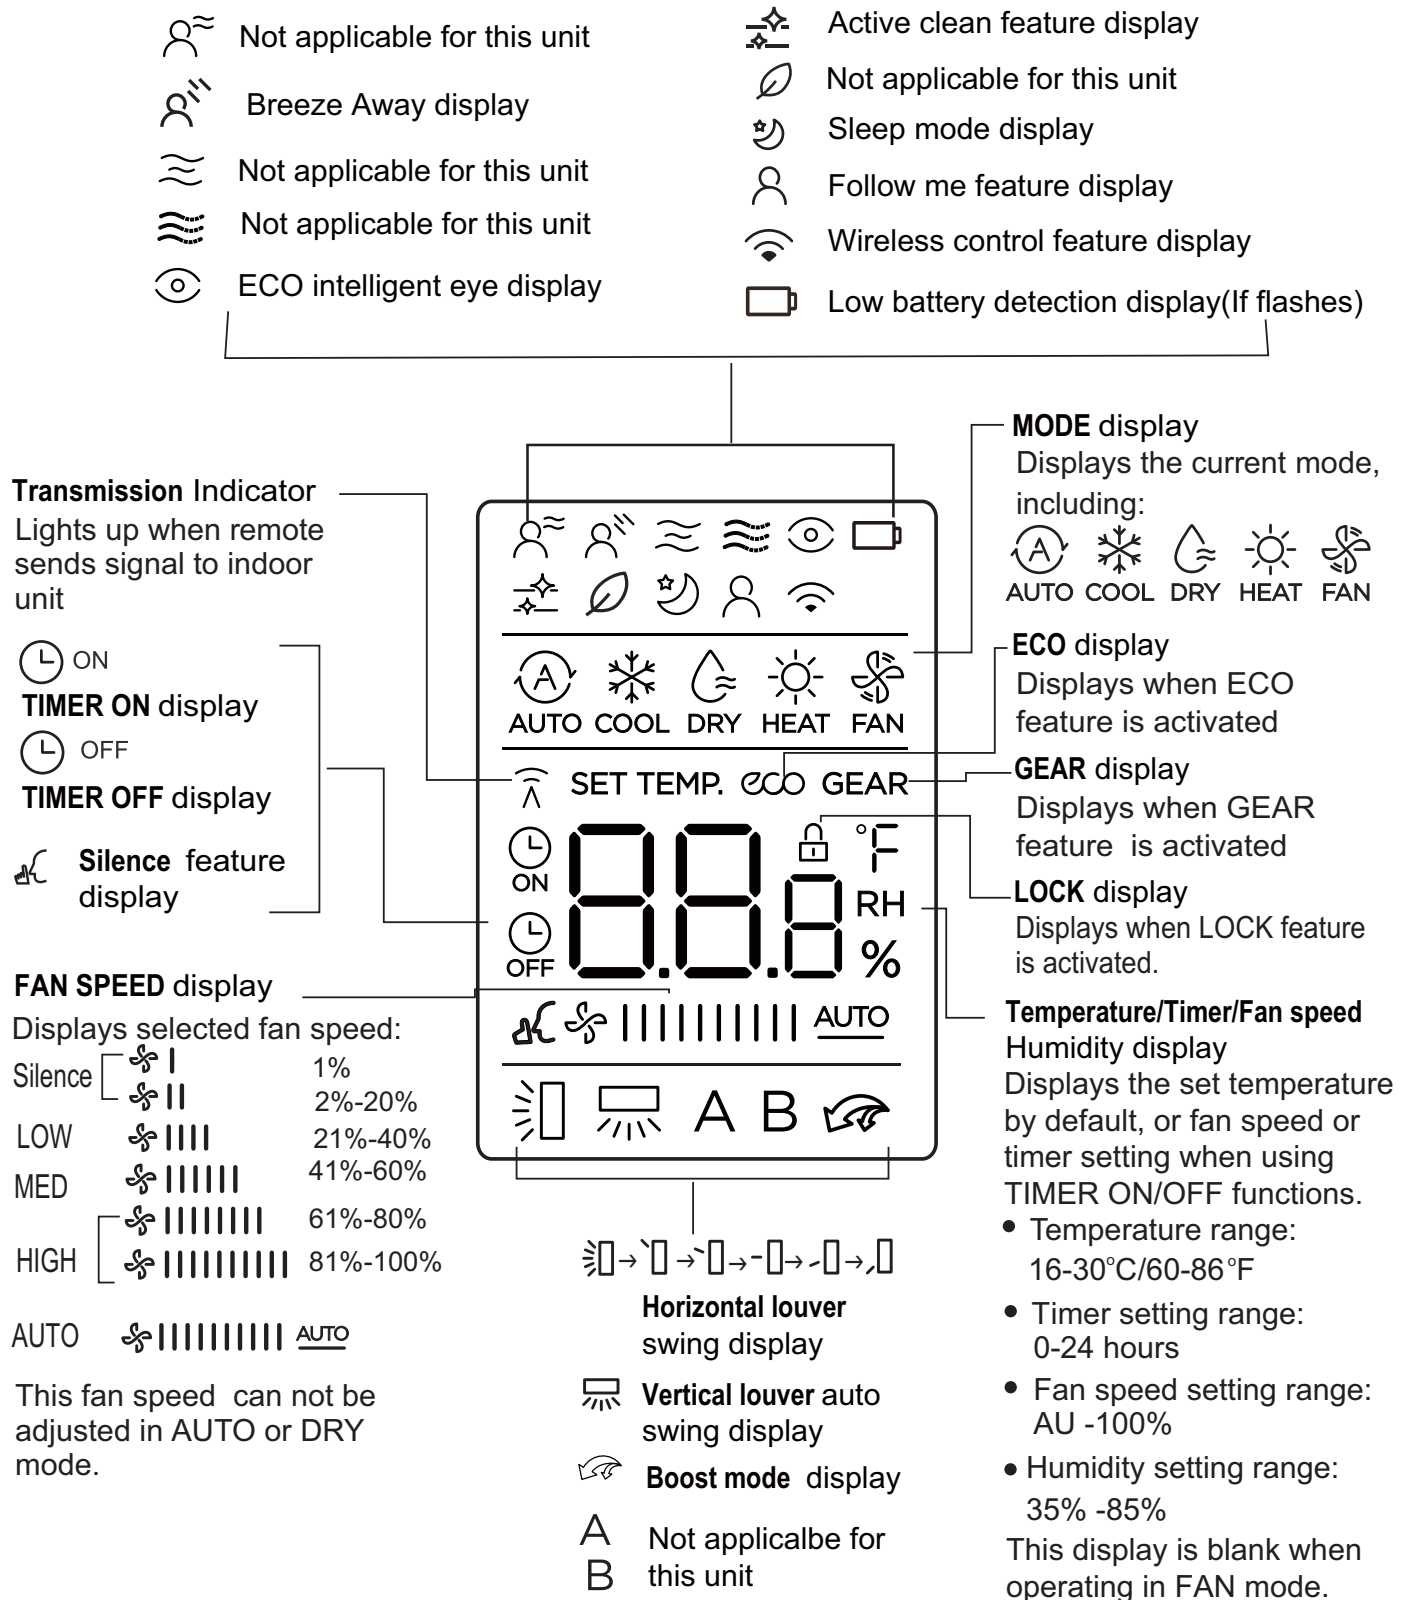 Not applicable for this unit
Breeze Away display
Not applicable for this unit
Not applicable for this unit
ECO intelligent eye display
Active clean feature display
Not applicable for this unit
Sleep mode display
Follow me feature display
Wireless control feature display
Low battery detection display(If flashes)
Transmission Indicator
Lights up when remote
sends signal to indoor
unit
ON
TIMER ON display
OFF
TIMER OFF display
Silence feature
display
FAN SPEED display
Displays selected fan speed:
Silence
1%
2%-20%
LOW 21%-40%
MED 41%-60%
61%-80%
HIGH 81%-100%
AUTO AUTO
This fan speed can not be
adjusted in AUTO or DRY
mode.
AUTO COOL DRY HEAT FAN
SET TEMP. eco GEAR
ON
OFF
88.8
°F
RH
%
AUTO
A B
Horizontal louver
swing display
Vertical louver auto
swing display
Boost mode display
A
B
Not applicalbe for
this unit
MODE display
Displays the current mode,
including:
AUTO COOL DRY HEAT FAN
ECO display
Displays when ECO
feature is activated
GEAR display
Displays when GEAR
feature is activated
LOCK display
Displays when LOCK feature
is activated.
Temperature/Timer/Fan speed
Humidity display
Displays the set temperature
by default, or fan speed or
timer setting when using
TIMER ON/OFF functions.
• Temperature range:
16-30°C/60-86°F
• Timer setting range:
0-24 hours
• Fan speed setting range:
AU -100%
• Humidity setting range:
35% -85%
This display is blank when
operating in FAN mode.